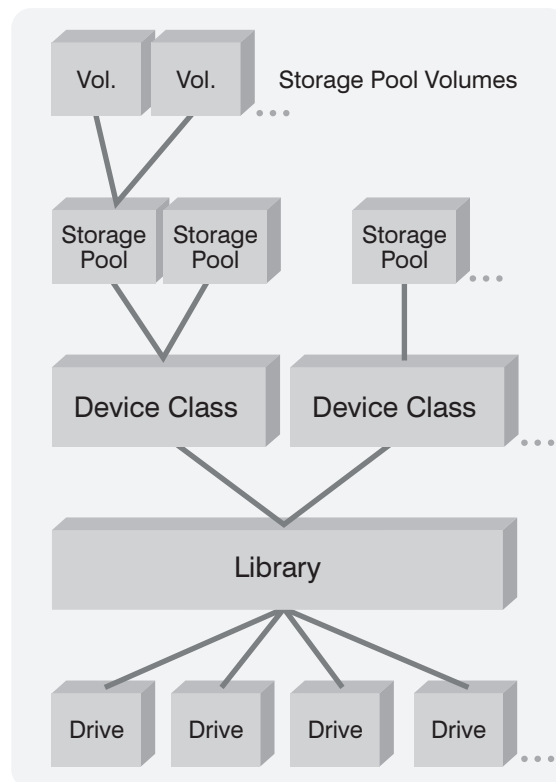 Vol.
Vol.
Storage Pool Volumes
Storage
Pool
Storage
Pool
Storage
Pool
Device Class
Device Class
Library
Drive
Drive
Drive
Drive